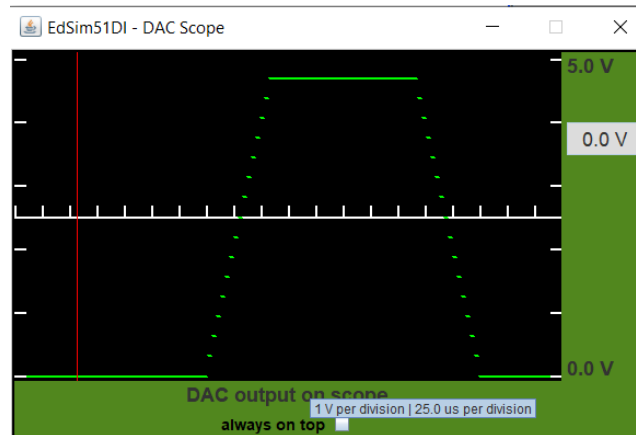 EdSim51DI - DAC Scope
5.0 V
0.0 V
0.0 V
DAC output on scope
1 V per division | 25.0 us per division
always on top